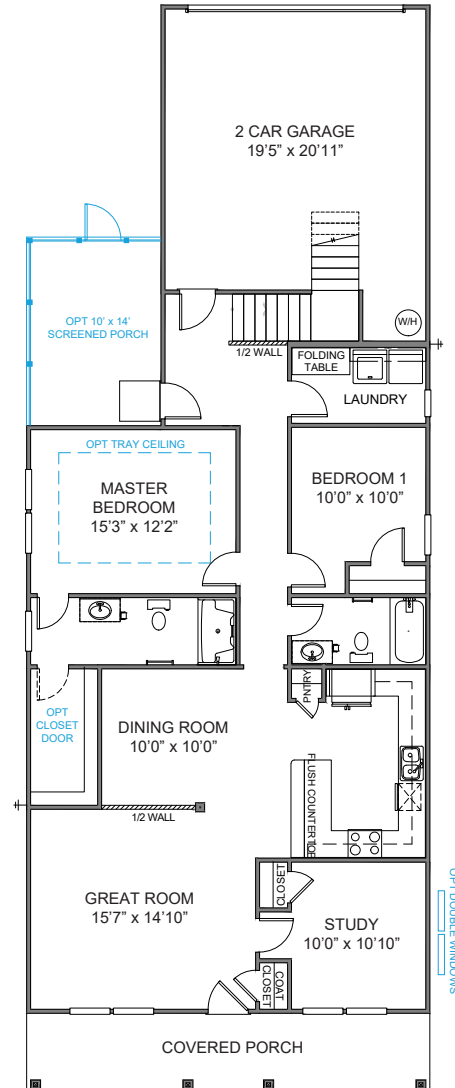 2 CAR GARAGE
19'5" x 20'11"
OPT 10' x 14'
SCREENED PORCH
W/H
1/2 WALL
FOLDING
TABLE
LAUNDRY
OPT TRAY CEILING
MASTER
BEDROOM
15'3" x 12'2"
BEDROOM 1
10'0" x 10'0"
OPT
CLOSET
DOOR
DINING ROOM
10'0" x 10'0"
PNTRY
FLUSH COUNTER TOP
1/2 WALL
GREAT ROOM
15'7" x 14'10"
CLOSET
STUDY
10'0" x 10'10"
COAT
CLOSET
OPT DOUBLE WINDOWS
COVERED PORCH